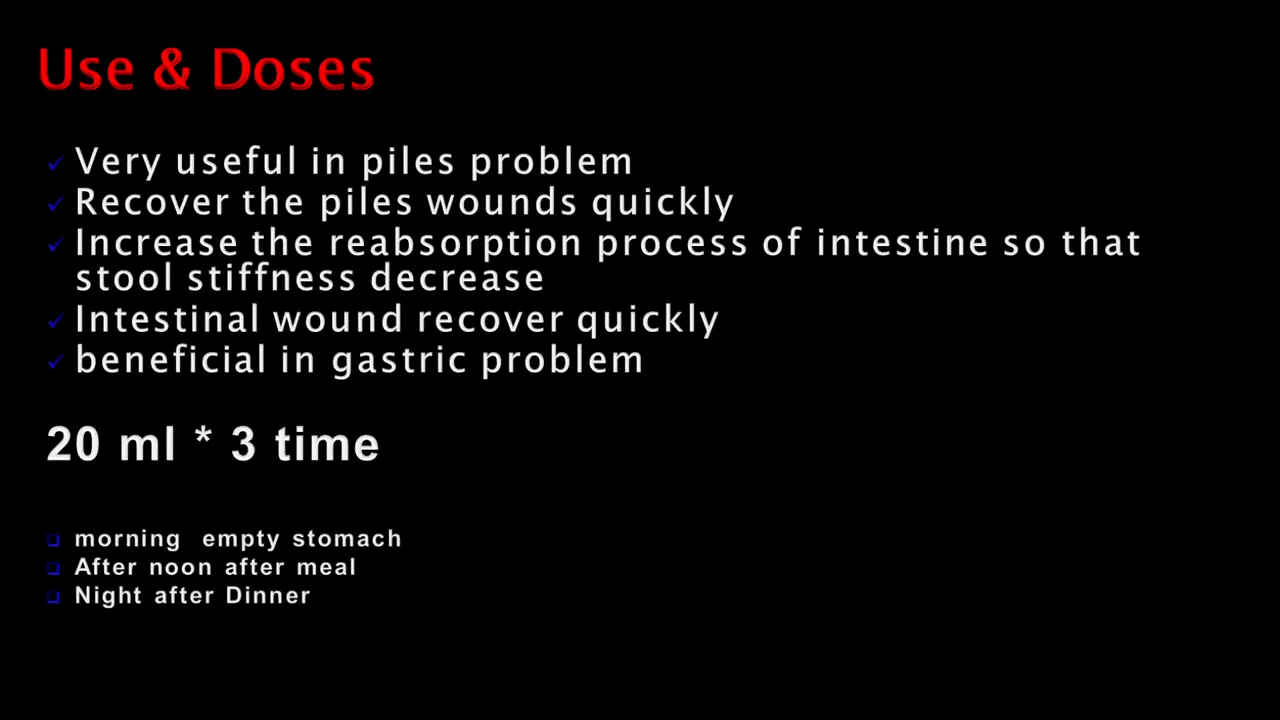 Use & Doses
Very useful in piles problem
Recover the piles wounds quickly
Increase the reabsorption process of intestine so that
stool stiffness decrease
Intestinal wound recover quickly
beneficial in gastric problem
20 ml * 3 time
morning empty stomach
After noon after meal
Night after Dinner